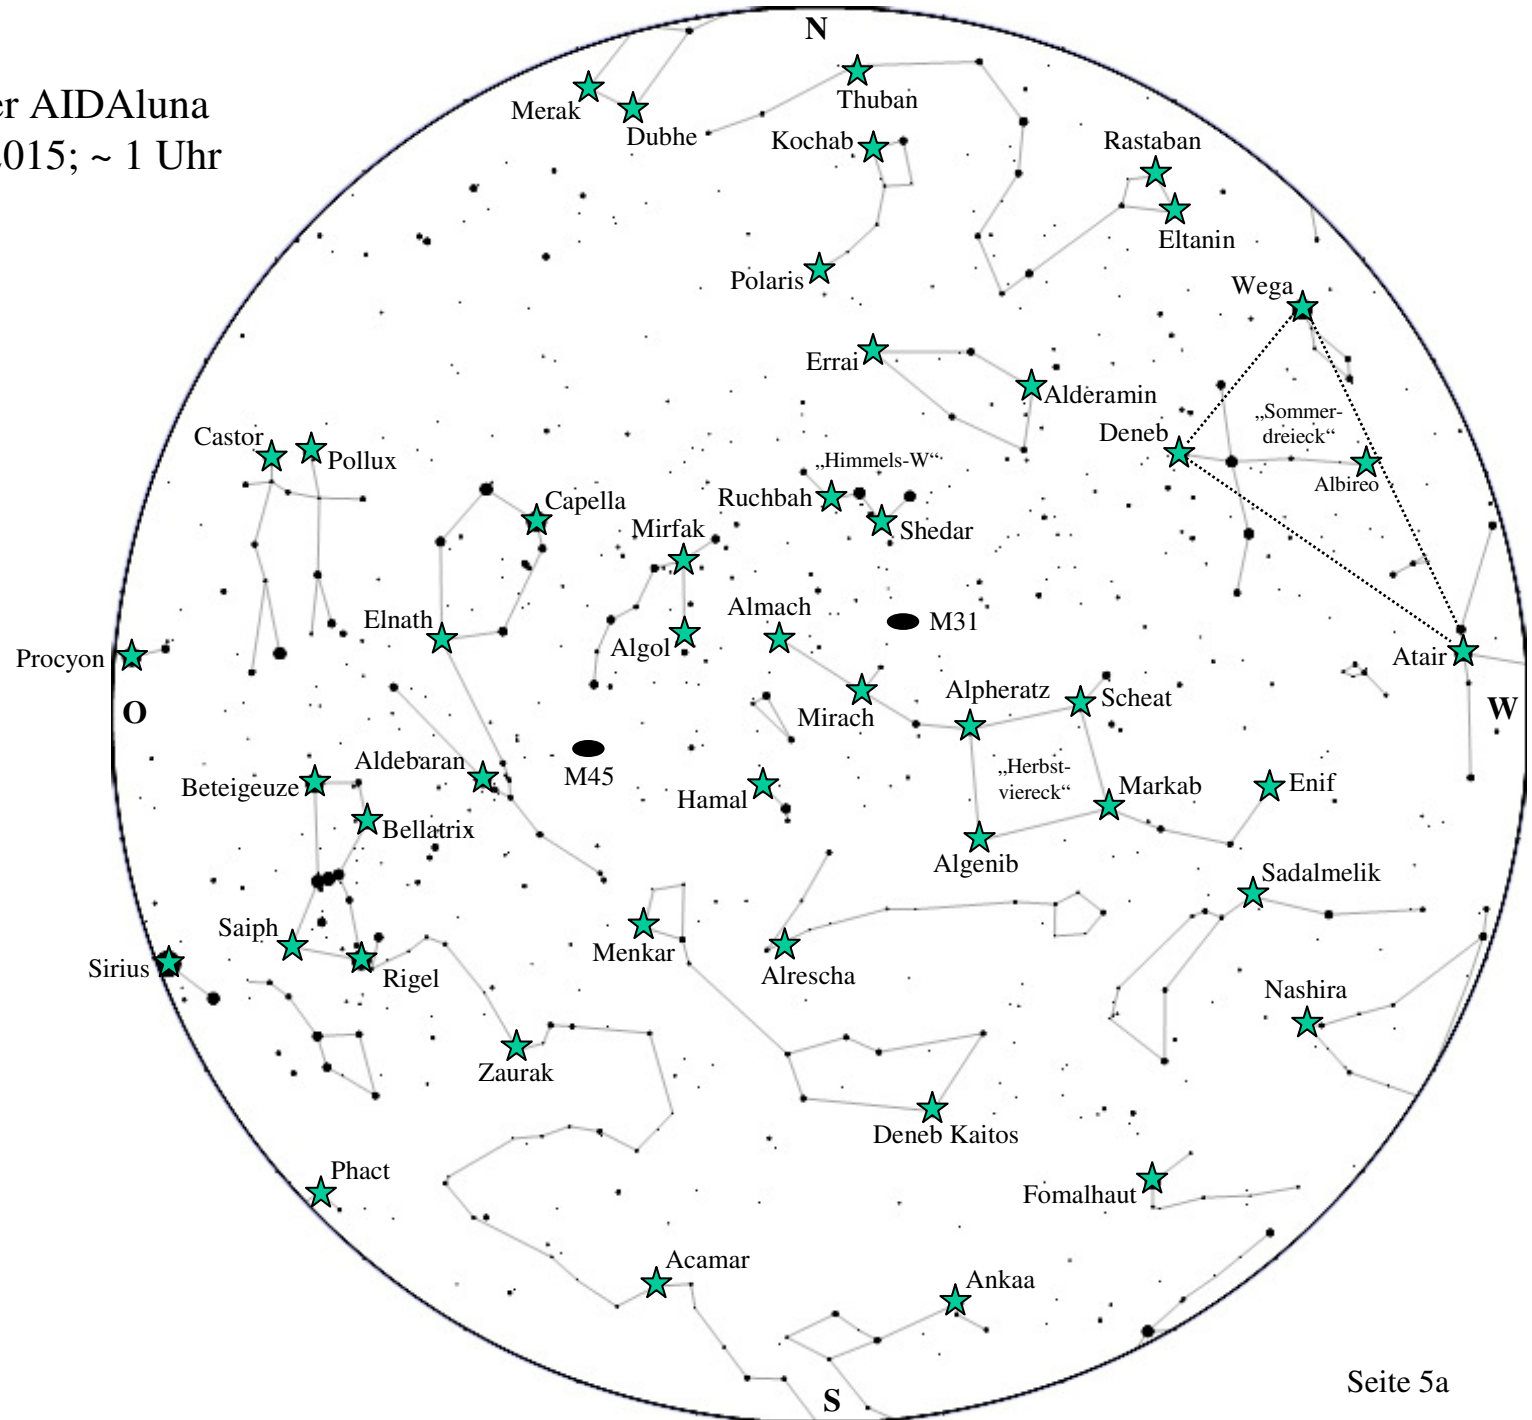 N
er AIDAluna
2015; ~ 1 Uhr
Merak
Dubhe
Thuban
Kochab
Rastaban
Eltanin
Polaris
Wega
Errai
Alderamin
„Sommer-
dreieck“
Deneb
Albireo
Castor
Pollux
„Himmels-W“
Capella
Ruchbah
Shedar
Mirfak
Almach
M31
Elnath
Algol
Procyon
Atair
O
W
Alpheratz
Scheat
Mirach
Aldebaran
M45
Beteigeuze
Hamal
„Herbst-
viereck“
Markab
Enif
Bellatrix
Algenib
Sadalmelik
Saiph
Menkar
Alrescha
Sirius
Rigel
Nashira
Zaurak
Deneb Kaitos
Phact
Fomalhaut
Acamar
Ankaa
S
Seite 5a